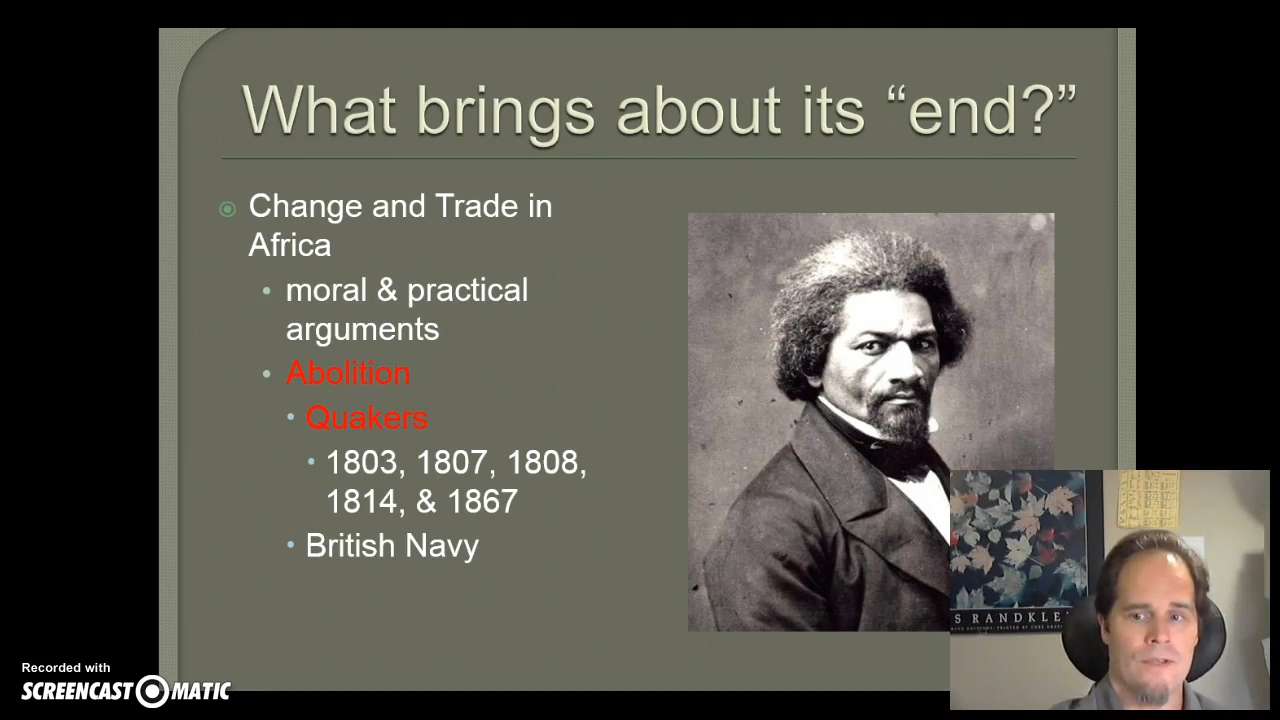 What brings about its “end?”
Change and Trade in
Africa
moral & practical
arguments
Abolition
Quakers
1803, 1807, 1808,
1814, & 1867
British Navy
S RANDKLE
Recorded with
SCREENCAST-O-MATIC